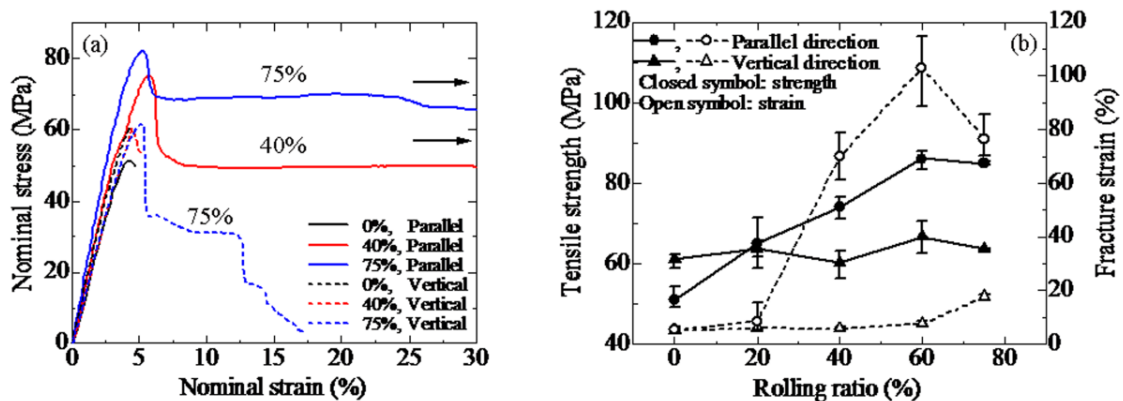 (a)
80
60
40
20
0
Nominal stress (MPa)
75%
40%
75%
0%, Parallel
40%, Parallel
75%, Parallel
0%, Vertical
40%, Vertical
75%, Vertical
0 5 10 15 20 25 30
Nominal strain (%)
(b)
120
100
80
60
40
Tensile strength (MPa)
, Parallel direction
, Vertical direction
Closed symbol: strength
Open symbol: strain
120
100
80
60
40
20
0
Fracture strain (%)
0 20 40 60 80
Rolling ratio (%)